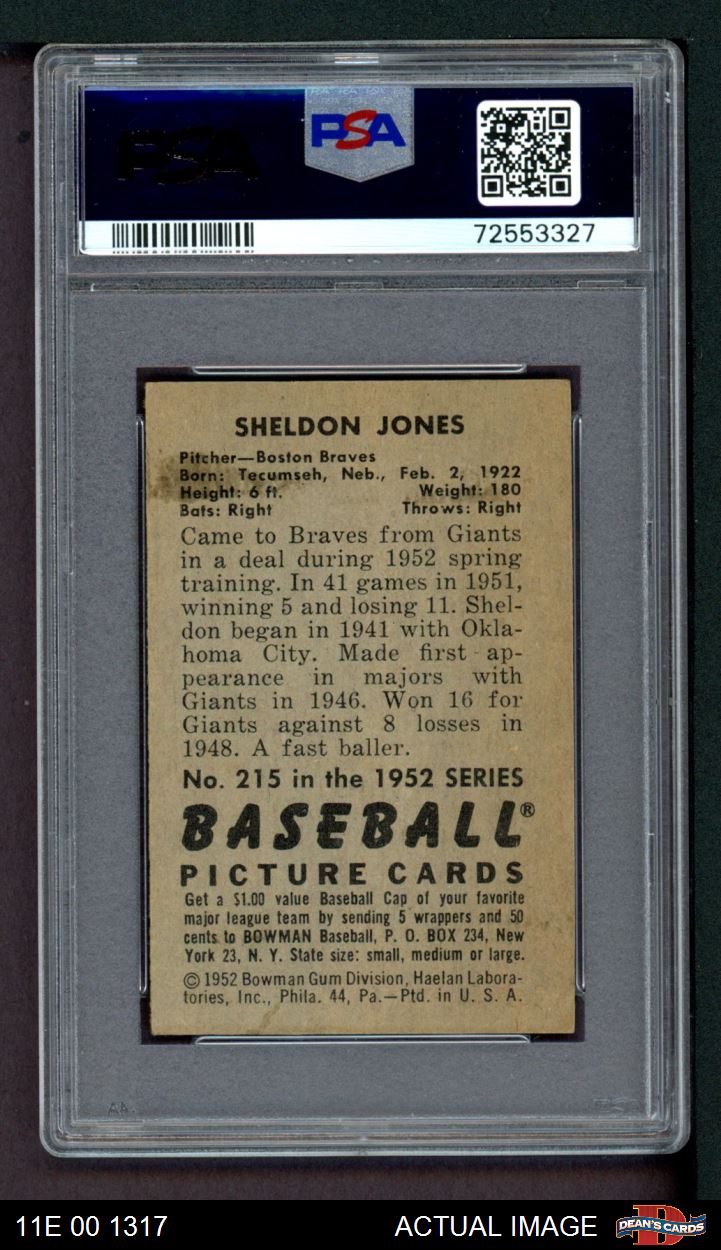 PSA
PSA
72553327
SHELDON JONES
Pitcher—Boston Braves
Born: Tecumseh, Neb., Feb. 2, 1922
Height: 6 ft. Weight: 180
Bats: Right Throws: Right
Came to Braves from Giants
in a deal during 1952 spring
training. In 41 games in 1951,
winning 5 and losing 11. Shel-
don began in 1941 with Okla-
homa City. Made first ap-
pearance in majors with
Giants in 1946. Won 16 for
Giants against 8 losses in
1948. A fast baller.
No. 215 in the 1952 SERIES
BASEBALL®
PICTURE CARDS
Get a $1.00 value Baseball Cap of your favorite
major league team by sending 5 wrappers and 50
cents to BOWMAN Baseball, P. O. BOX 234, New
York 23, N. Y. State size: small, medium or large.
© 1952 Bowman Gum Division, Haelan Labora-
tories, Inc., Phila. 44, Pa.—Ptd. in U. S. A.
11E 00 1317 ACTUAL IMAGE DEAN'S CARDS